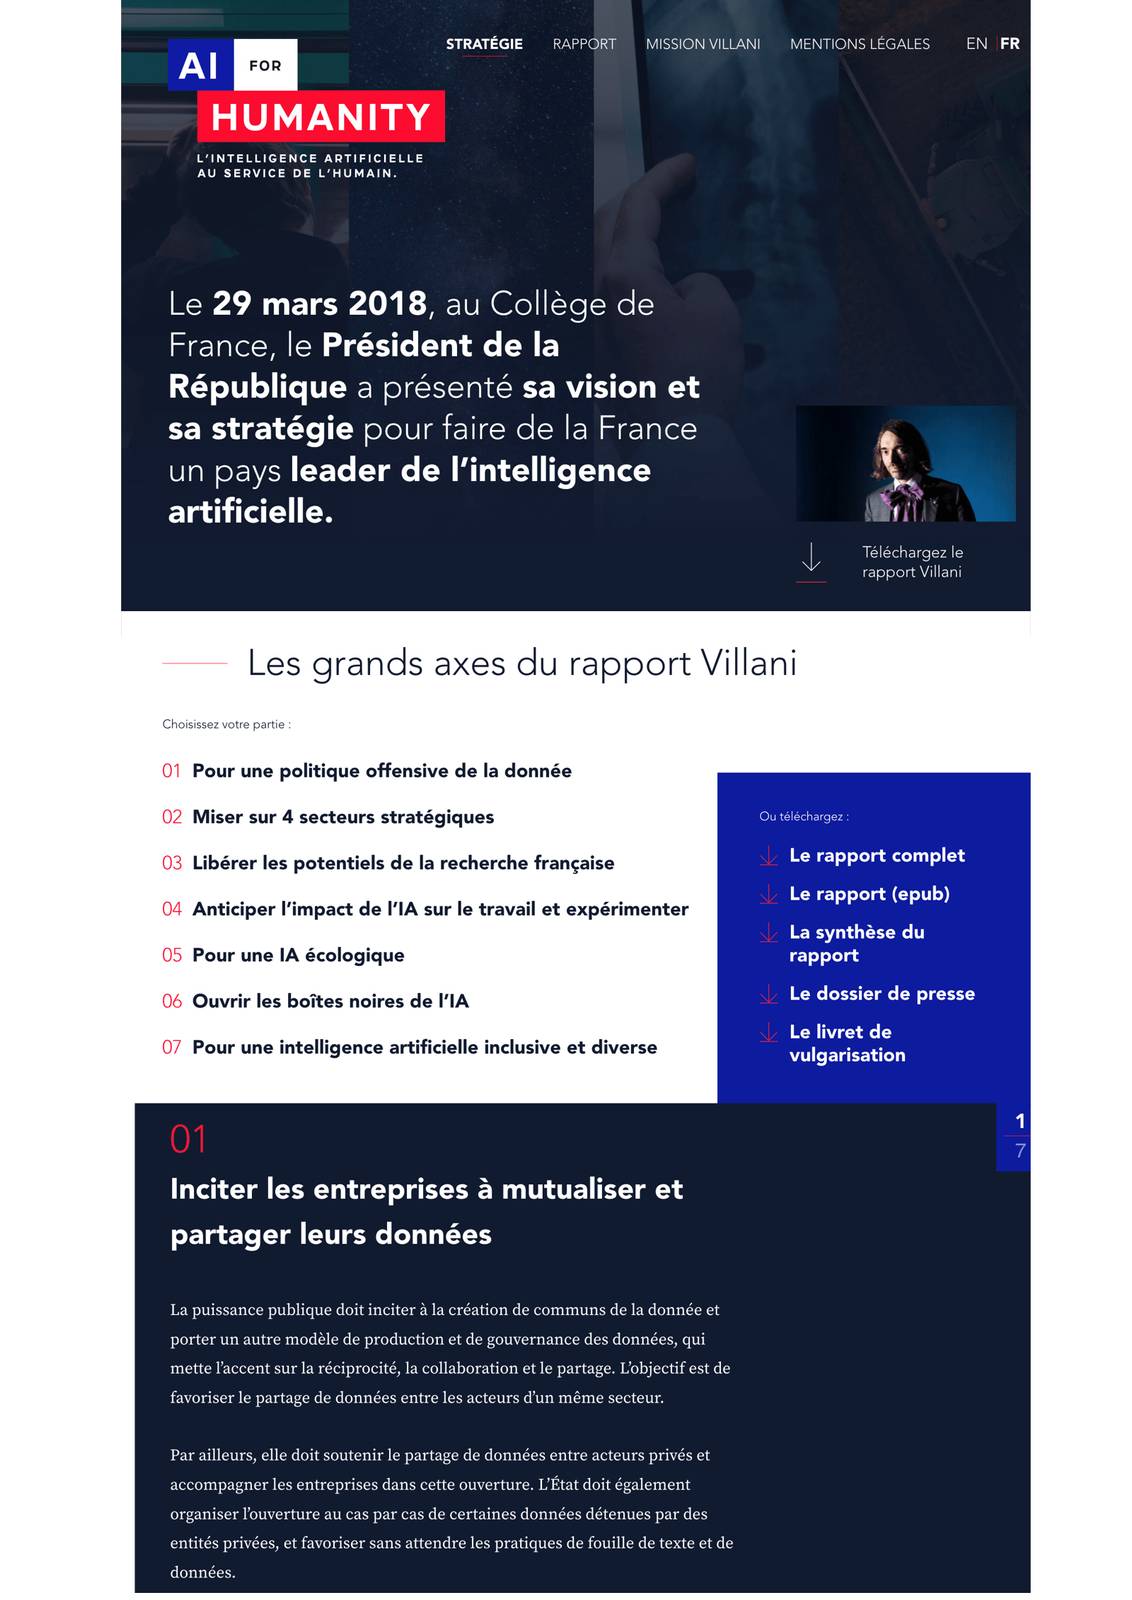 STRATÉGIE RAPPORT MISSION VILLANI MENTIONS LÉGALES EN FR
AI FOR
HUMANITY
L'INTELLIGENCE ARTIFICIELLE
AU SERVICE DE L'HUMAIN.
Le 29 mars 2018, au Collège de
France, le Président de la
République a présenté sa vision et
sa stratégie pour faire de la France
un pays leader de l'intelligence
artificielle.
Téléchargez le
rapport Villani
Les grands axes du rapport Villani
Choisissez votre partie :
01 Pour une politique offensive de la donnée
02 Miser sur 4 secteurs stratégiques
03 Libérer les potentiels de la recherche française
04 Anticiper l'impact de l'IA sur le travail et expérimenter
05 Pour une IA écologique
06 Ouvrir les boîtes noires de l'IA
07 Pour une intelligence artificielle inclusive et diverse
Ou téléchargez :
Le rapport complet
Le rapport (epub)
La synthèse du
rapport
Le dossier de presse
Le livret de
vulgarisation
1
7
01
Inciter les entreprises à mutualiser et
partager leurs données
La puissance publique doit inciter à la création de communs de la donnée et
porter un autre modèle de production et de gouvernance des données, qui
mette l'accent sur la réciprocité, la collaboration et le partage. L'objectif est de
favoriser le partage de données entre les acteurs d'un même secteur.
Par ailleurs, elle doit soutenir le partage de données entre acteurs privés et
accompagner les entreprises dans cette ouverture. L'État doit également
organiser l'ouverture au cas par cas de certaines données détenues par des
entités privées, et favoriser sans attendre les pratiques de fouille de texte et de
données.